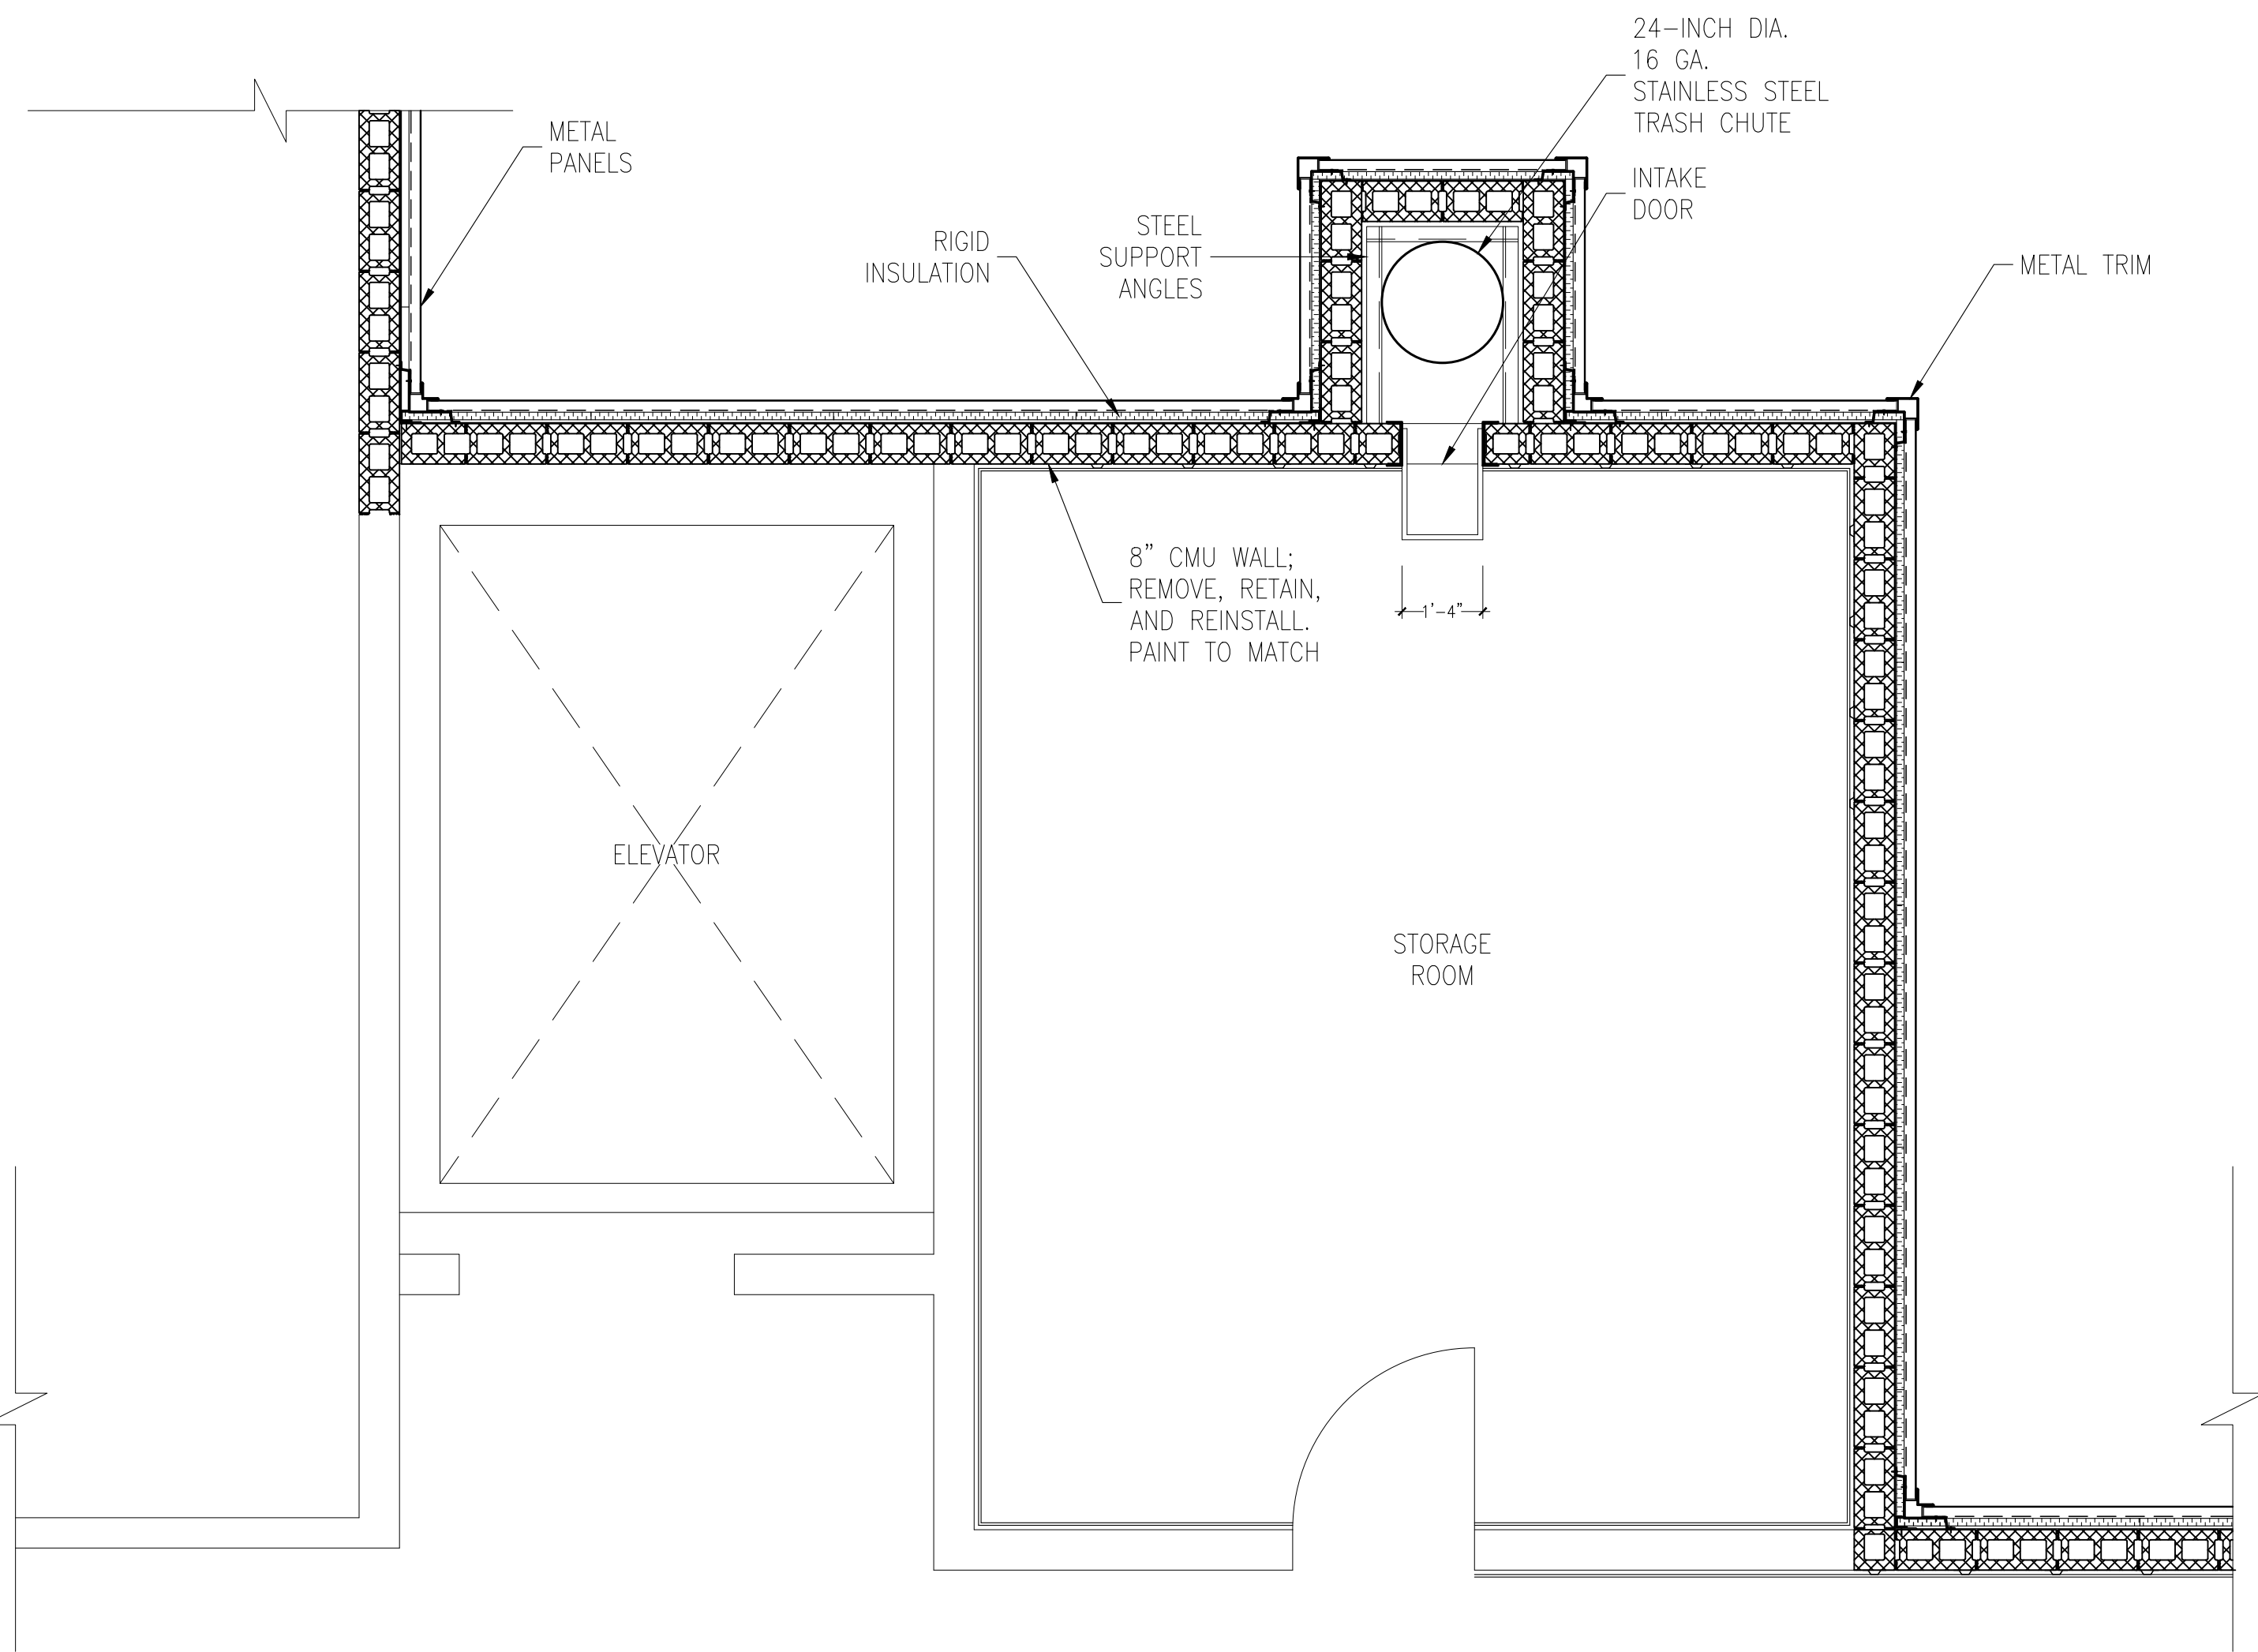 24-INCH DIA.
16 GA.
STAINLESS STEEL
TRASH CHUTE
METAL
PANELS
INTAKE
DOOR
STEEL
SUPPORT
ANGLES
RIGID
INSULATION
METAL TRIM
8" CMU WALL;
REMOVE, RETAIN,
AND REINSTALL.
PAINT TO MATCH
1'-4"
ELEVATOR
STORAGE
ROOM